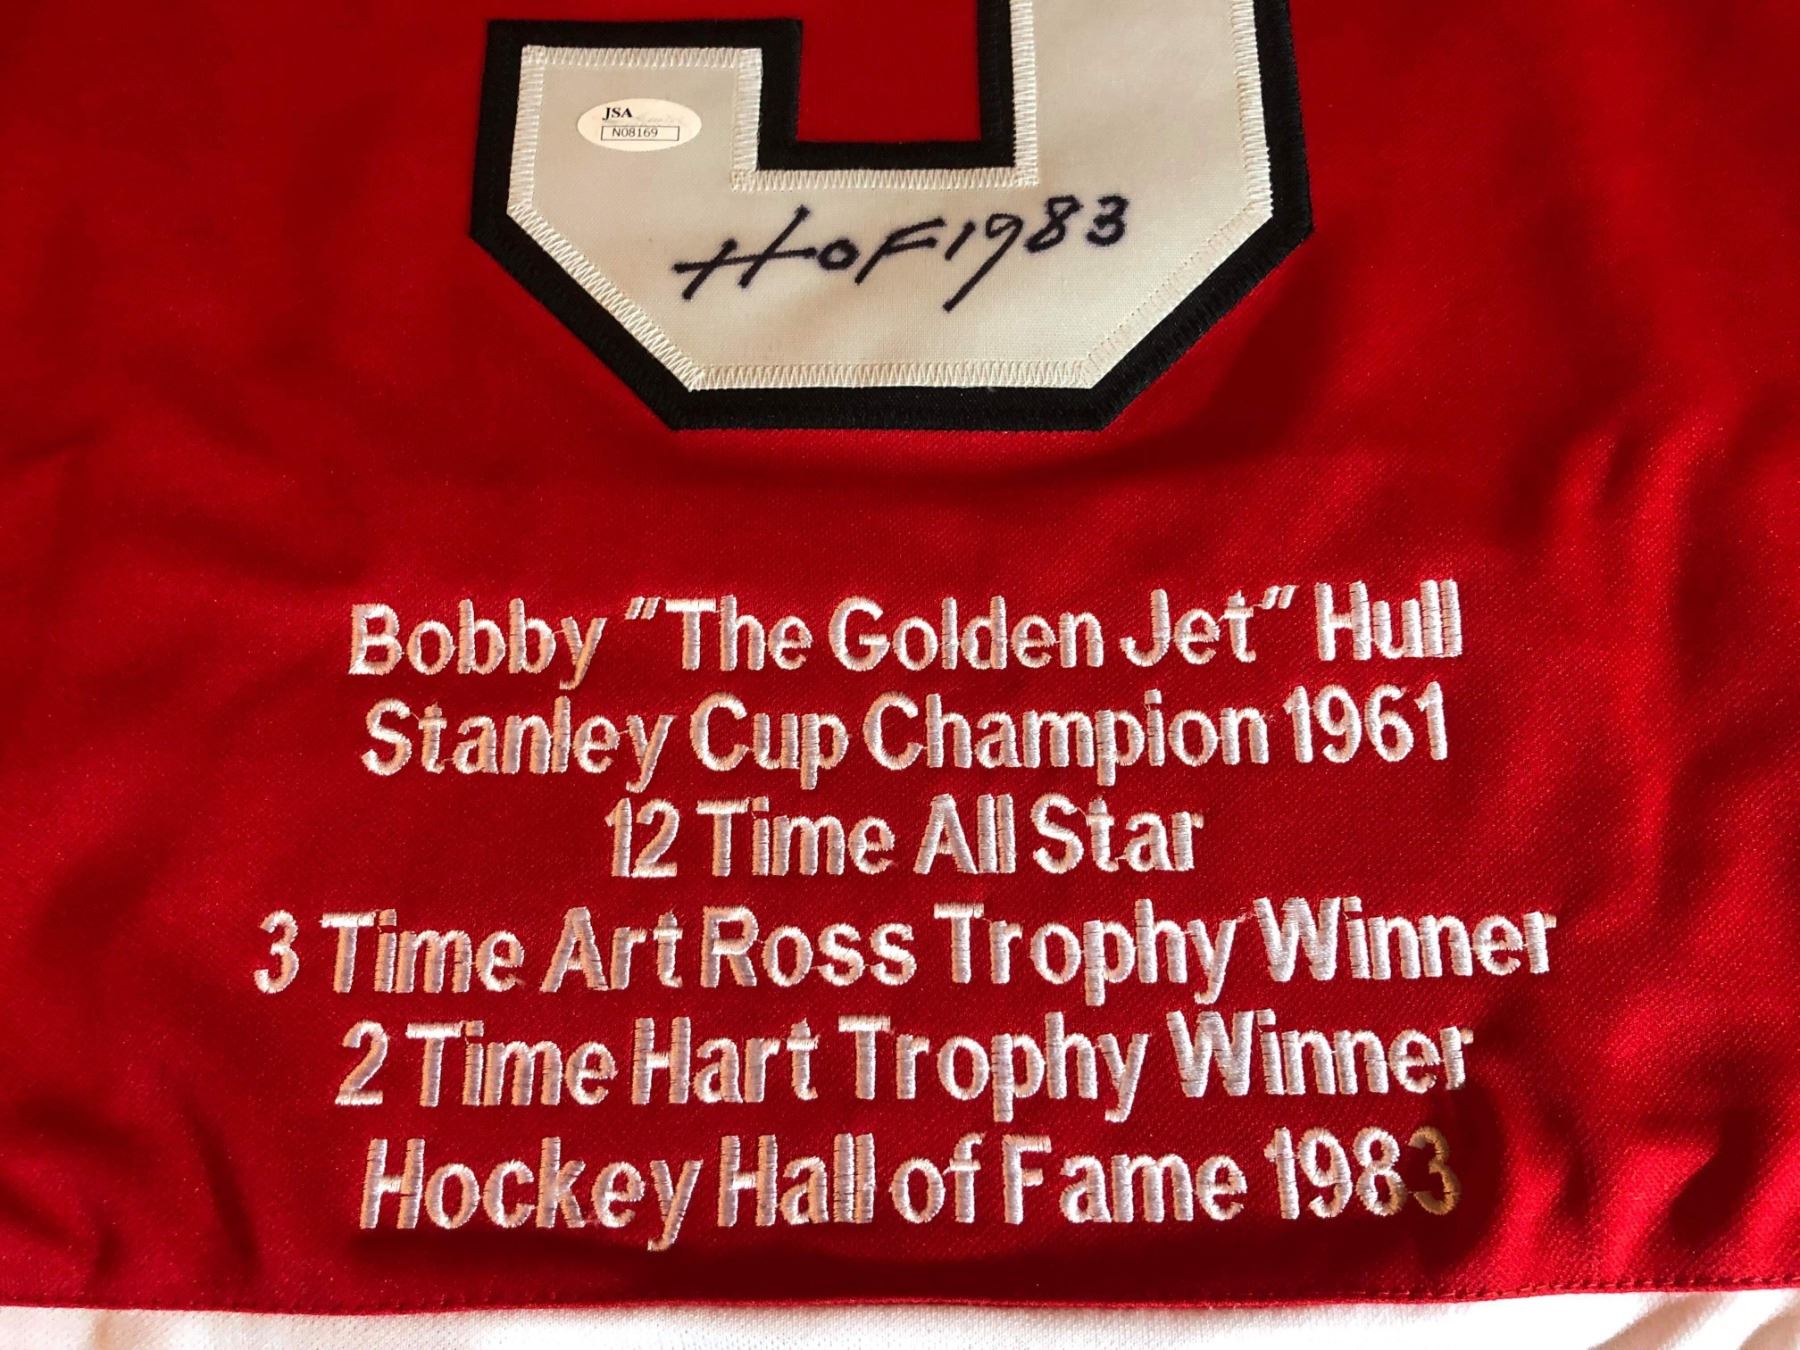 JSA
N08169
HOF 1983
Bobby "The Golden Jet" Hull
Stanley Cup Champion 1961
12 Time All Star
3 Time Art Ross Trophy Winner
2 Time Hart Trophy Winner
Hockey Hall of Fame 1983